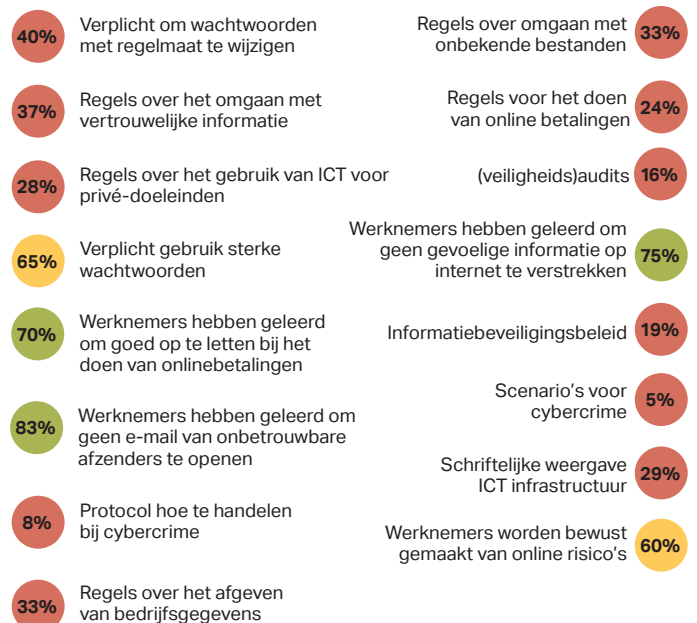 40%
Verplicht om wachtwoorden
met regelmaat te wijzigen
37%
Regels over het omgaan met
vertrouwelijke informatie
28%
Regels over het gebruik van ICT voor
privé-doeleinden
65%
Verplicht gebruik sterke
wachtwoorden
70%
Werknemers hebben geleerd
om goed op te letten bij het
doen van onlinebetalingen
83%
Werknemers hebben geleerd om
geen e-mail van onbetrouwbare
afzenders te openen
8%
Protocol hoe te handelen
bij cybercrime
33%
Regels over het afgeven
van bedrijfsgegevens
Regels over omgaan met
onbekende bestanden
33%
Regels voor het doen
van online betalingen
24%
(veiligheids)audits
16%
Werknemers hebben geleerd om
geen gevoelige informatie op
internet te verstrekken
75%
Informatiebeveiligingsbeleid
19%
Scenario's voor
cybercrime
5%
Schriftelijke weergave
ICT infrastructuur
29%
Werknemers worden bewust
gemaakt van online risico's
60%